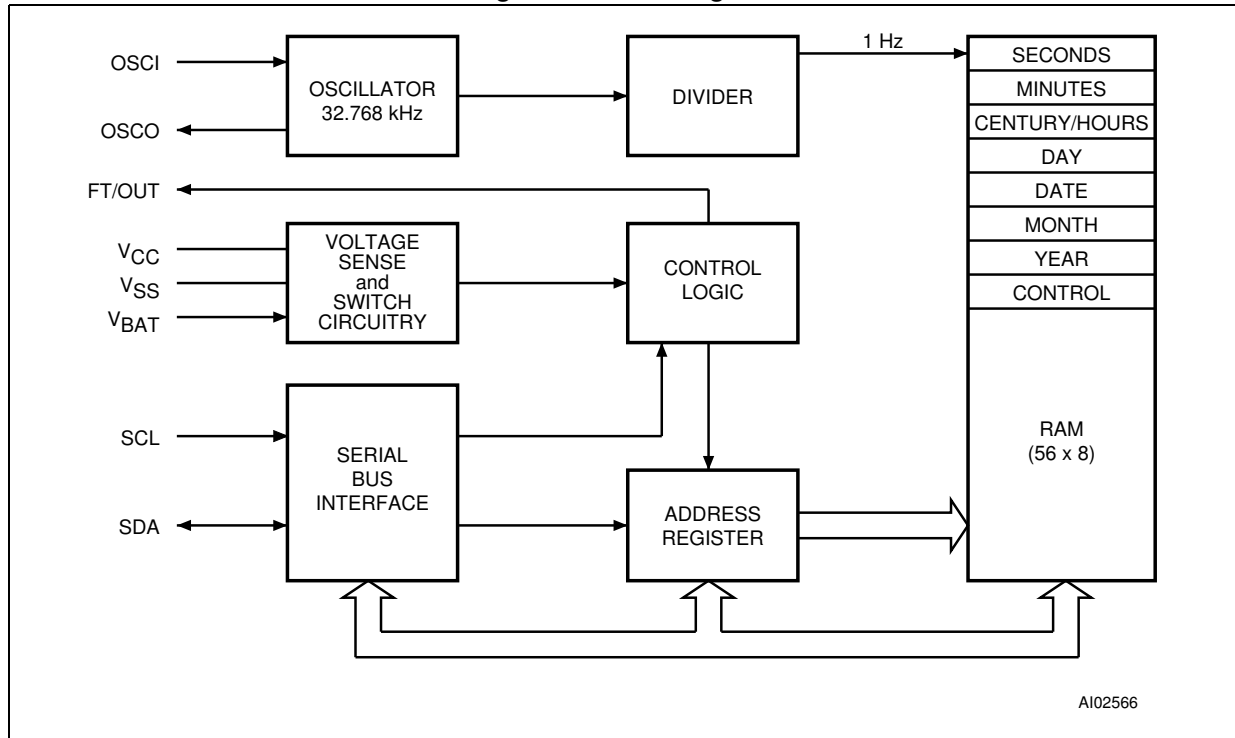 OSCI
OSCO
FT/OUT
VCC
VSS
VBAT
SCL
SDA
OSCILLATOR
32.768 kHz
DIVIDER
1 Hz
VOLTAGE
SENSE
and
SWITCH
CIRCUITRY
CONTROL
LOGIC
SERIAL
BUS
INTERFACE
ADDRESS
REGISTER
SECONDS
MINUTES
CENTURY/HOURS
DAY
DATE
MONTH
YEAR
CONTROL
RAM
(56 x 8)
AI02566